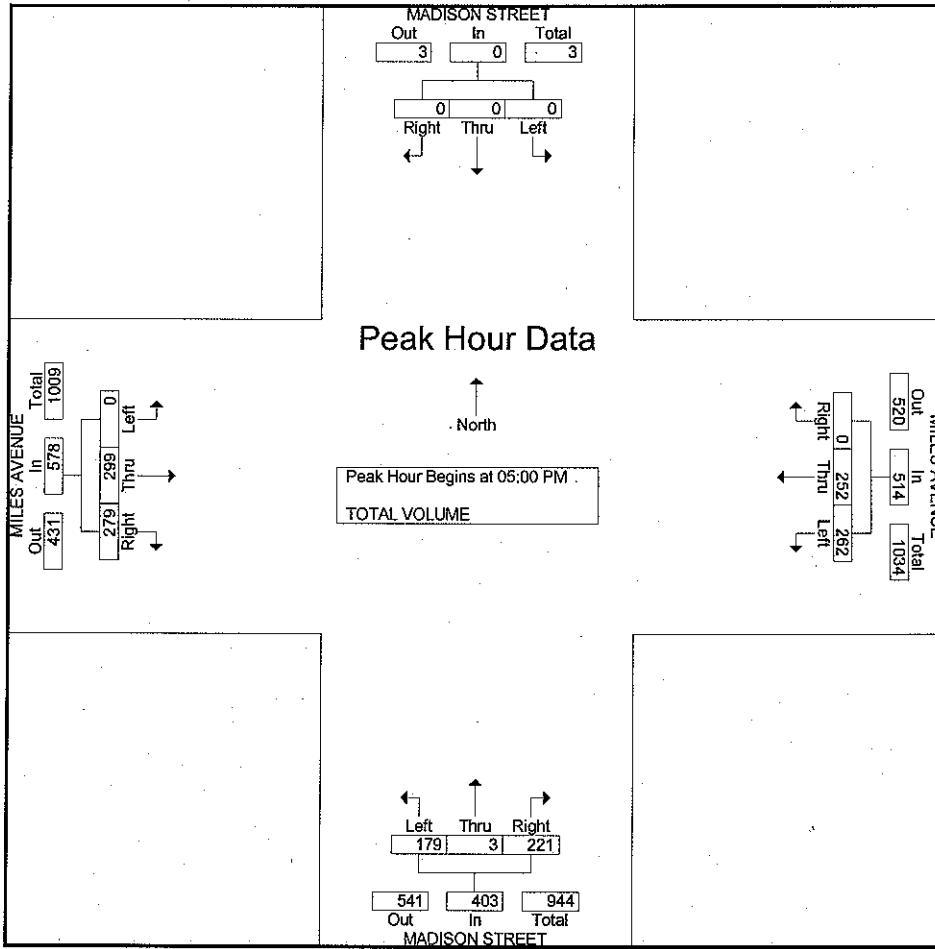 MADISON STREET
Out In Total
3 0 3
0 0 0
Right Thru Left
Peak Hour Data
North
Peak Hour Begins at 05:00 PM
TOTAL VOLUME
MILES AVENUE
Out In Total
431 578 1009
279 299 0
Right Thru Left
MILES AVENUE
Out In Total
520 514 1034
0 252 262
Right Thru Left
Left Thru Right
179 3 221
541 403 944
Out In Total
MADISON STREET